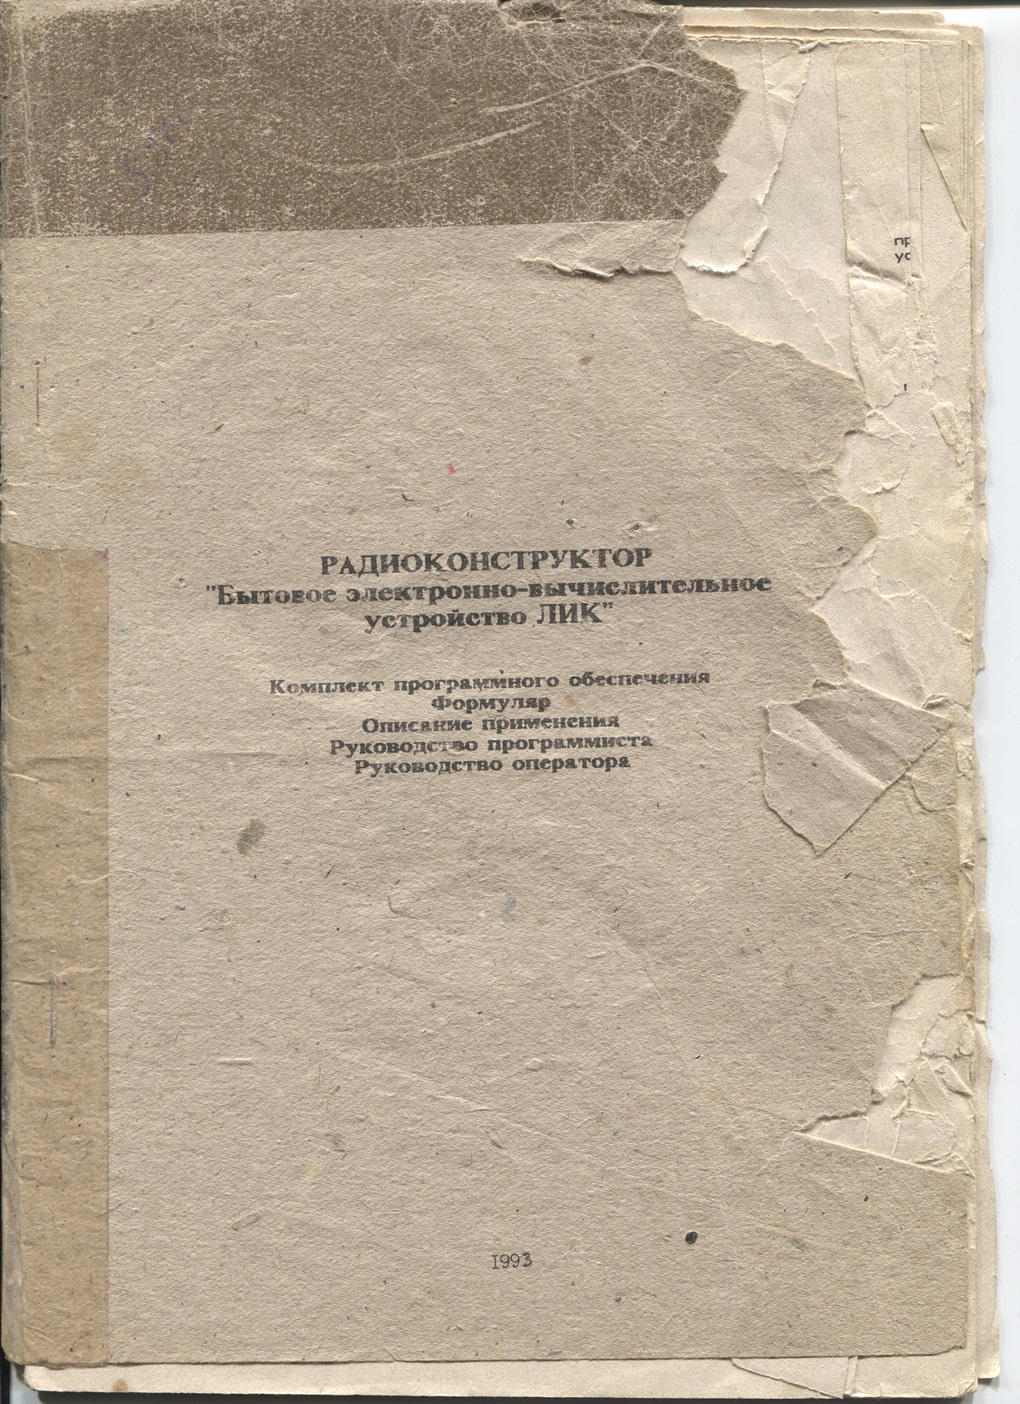 пр
ус
РАДИОКОНСТРУКТОР
"Бытовое электронно-вычислительное
устройство ЛИК"
Комплект программного обеспечения
Формуляр
Описание применения
Руководство программиста
Руководство оператора
1993